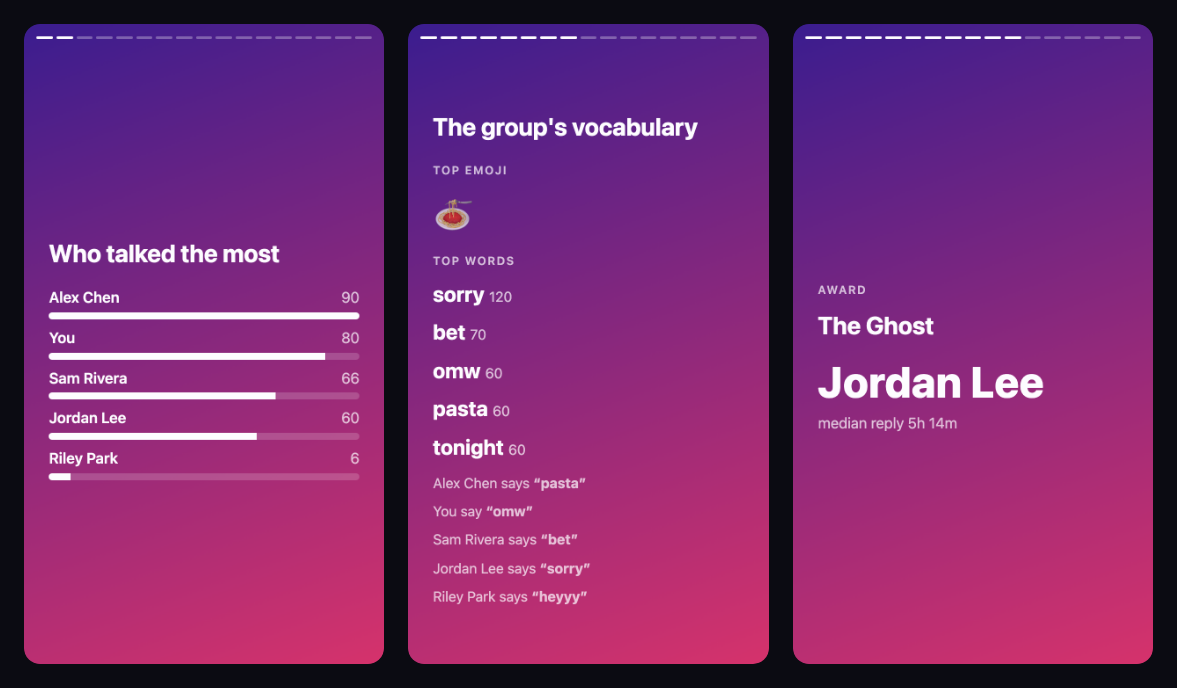 Who talked the most
Alex Chen 90
You 80
Sam Rivera 66
Jordan Lee 60
Riley Park 6
The group's vocabulary
TOP EMOJI
TOP WORDS
sorry 120
bet 70
omw 60
pasta 60
tonight 60
Alex Chen says “pasta”
You say “omw”
Sam Rivera says “bet”
Jordan Lee says “sorry”
Riley Park says “heyyy”
AWARD
The Ghost
Jordan Lee
median reply 5h 14m